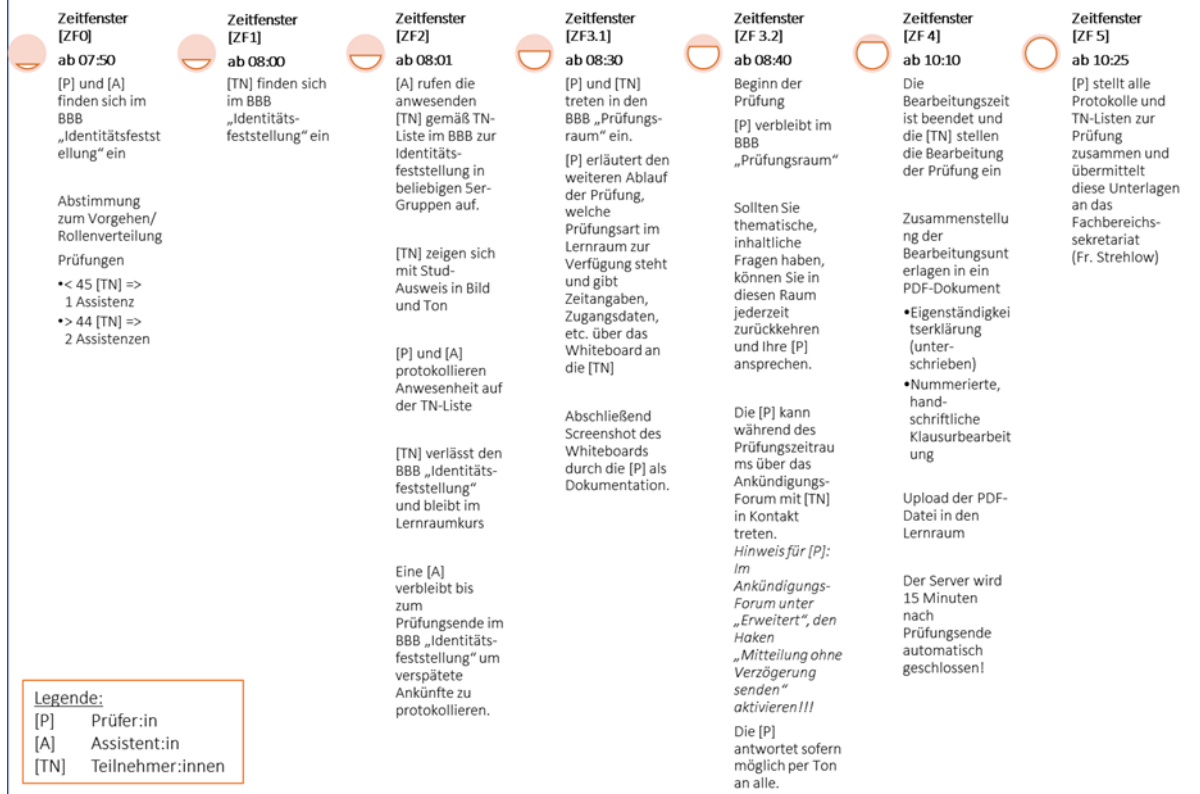 Zeitfenster
[ZF0]
ab 07:50
[P] und [A]
finden sich im
BBB
„Identitätsfestst
ellung“ ein
Abstimmung
zum Vorgehen/
Rollenverteilung
Prüfungen
•< 45 [TN] =>
1 Assistenz
•> 44 [TN] =>
2 Assistenzen
Zeitfenster
[ZF1]
ab 08:00
[TN] finden sich
im BBB
„Identitäts-
feststellung“ ein
Zeitfenster
[ZF2]
ab 08:01
[A] rufen die
anwesenden
[TN] gemäß TN-
Liste im BBB zur
Identitäts-
feststellung in
beliebigen 5er-
Gruppen auf.
[TN] zeigen sich
mit Stud-
Ausweis in Bild
und Ton
[P] und [A]
protokollieren
Anwesenheit auf
der TN-Liste
[TN] verlässt den
BBB „Identitäts-
feststellung“
und bleibt im
Lernraumkurs
Eine [A]
verbleibt bis
zum
Prüfungsende im
BBB „Identitäts-
feststellung“ um
verspätete
Ankünfte zu
protokollieren.
Zeitfenster
[ZF3.1]
ab 08:30
[P] und [TN]
treten in den
BBB „Prüfungs-
raum“ ein.
[P] erläutert den
weiteren Ablauf
der Prüfung,
welche
Prüfungsart im
Lernraum zur
Verfügung steht
und gibt
Zeitangaben,
Zugangsdaten,
etc. über das
Whiteboard an
die [TN]
Abschließend
Screenshot des
Whiteboards
durch die [P] als
Dokumentation.
Zeitfenster
[ZF 3.2]
ab 08:40
Beginn der
Prüfung
[P] verbleibt im
BBB
„Prüfungsraum“
Sollten Sie
thematische,
inhaltliche
Fragen haben,
können Sie in
diesen Raum
jederzeit
zurückkehren
und Ihre [P]
ansprechen.
Die [P] kann
während des
Prüfungszeitrau
ms über das
Ankündigungs-
Forum mit [TN]
in Kontakt
treten.
Hinweis für [P]:
Im
Ankündigungs-
Forum unter
„Erweitert“, den
Haken
„Mitteilung ohne
Verzögerung
senden“
aktivieren!!!
Die [P]
antwortet sofern
möglich per Ton
an alle.
Zeitfenster
[ZF 4]
ab 10:10
Die
Bearbeitungszeit
ist beendet und
die [TN] stellen
die Bearbeitung
der Prüfung ein
Zusammenstellu
ng der
Bearbeitungsunt
erlagen in ein
PDF-Dokument
•Eigenständigkei
tserklärung
(unter-
schrieben)
•Nummerierte,
hand-
schriftliche
Klausurbearbeit
ung
Upload der PDF-
Datei in den
Lernraum
Der Server wird
15 Minuten
nach
Prüfungsende
automatisch
geschlossen!
Zeitfenster
[ZF 5]
ab 10:25
[P] stellt alle
Protokolle und
TN-Listen zur
Prüfung
zusammen und
übermittelt
diese Unterlagen
an das
Fachbereichs-
sekretariat
(Fr. Strehlow)
Legende:
[P] Prüfer:in
[A] Assistent:in
[TN] Teilnehmer:innen